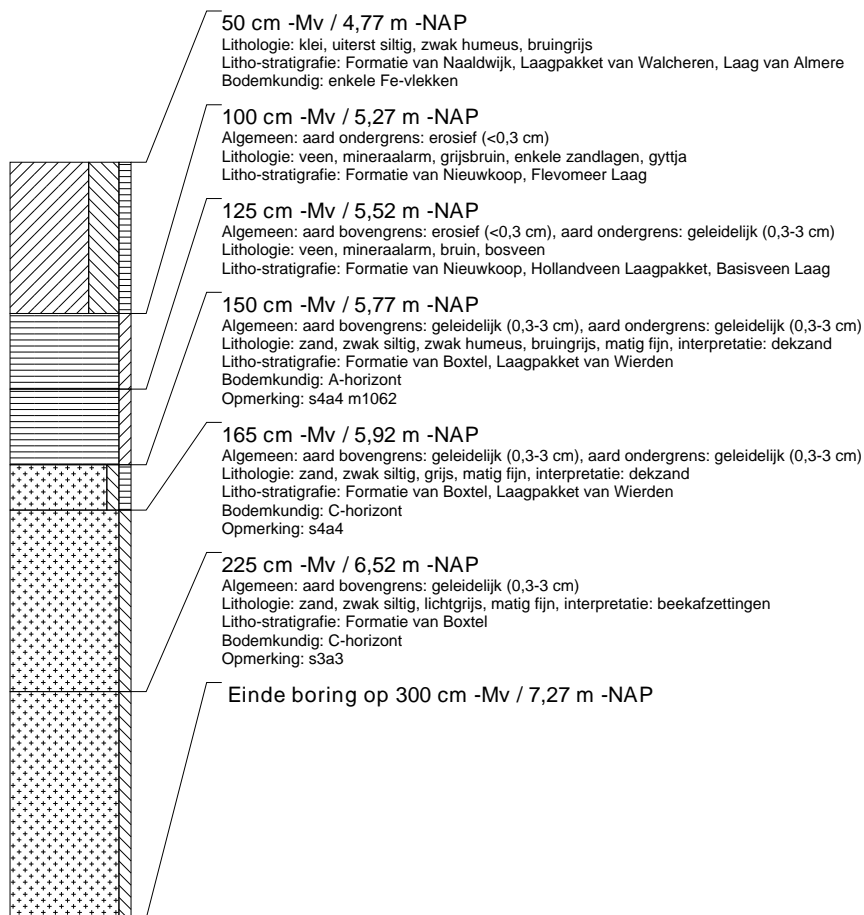 50 cm -Mv / 4,77 m -NAP
Lithologie: klei, uiterst siltig, zwak humeus, bruingrijs
Litho-stratigrafie: Formatie van Naaldwijk, Laagpakket van Walcheren, Laag van Almere
Bodemkundig: enkele Fe-vlekken
100 cm -Mv / 5,27 m -NAP
Algemeen: aard ondergrens: erosief (<0,3 cm)
Lithologie: veen, mineraalarm, grijsbruin, enkele zandlagen, gyttja
Litho-stratigrafie: Formatie van Nieuwkoop, Flevomeer Laag
125 cm -Mv / 5,52 m -NAP
Algemeen: aard bovengrens: erosief (<0,3 cm), aard ondergrens: geleidelijk (0,3-3 cm)
Lithologie: veen, mineraalarm, bruin, bosveen
Litho-stratigrafie: Formatie van Nieuwkoop, Hollandveen Laagpakket, Basisveen Laag
150 cm -Mv / 5,77 m -NAP
Algemeen: aard bovengrens: geleidelijk (0,3-3 cm), aard ondergrens: geleidelijk (0,3-3 cm)
Lithologie: zand, zwak siltig, zwak humeus, bruingrijs, matig fijn, interpretatie: dekzand
Litho-stratigrafie: Formatie van Boxtel, Laagpakket van Wierden
Bodemkundig: A-horizont
Opmerking: s4a4 m1062
165 cm -Mv / 5,92 m -NAP
Algemeen: aard bovengrens: geleidelijk (0,3-3 cm), aard ondergrens: geleidelijk (0,3-3 cm)
Lithologie: zand, zwak siltig, grijs, matig fijn, interpretatie: dekzand
Litho-stratigrafie: Formatie van Boxtel, Laagpakket van Wierden
Bodemkundig: C-horizont
Opmerking: s4a4
225 cm -Mv / 6,52 m -NAP
Algemeen: aard bovengrens: geleidelijk (0,3-3 cm)
Lithologie: zand, zwak siltig, lichtgrijs, matig fijn, interpretatie: beekafzettingen
Litho-stratigrafie: Formatie van Boxtel
Bodemkundig: C-horizont
Opmerking: s3a3
Einde boring op 300 cm -Mv / 7,27 m -NAP